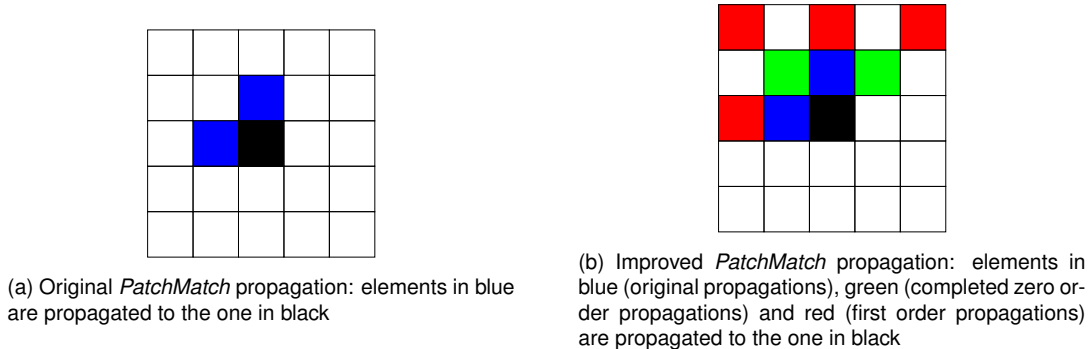 (a) Original PatchMatch propagation: elements in blue
are propagated to the one in black
(b) Improved PatchMatch propagation: elements in
blue (original propagations), green (completed zero or-
der propagations) and red (first order propagations)
are propagated to the one in black